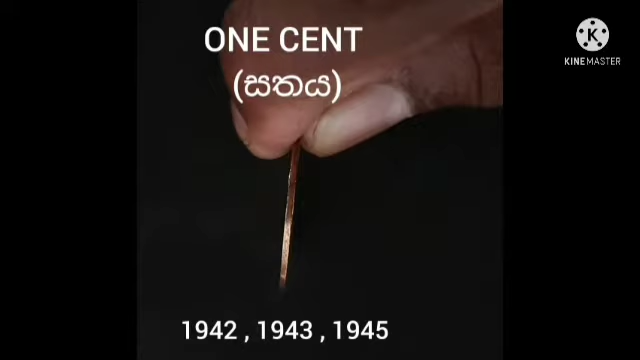 ONE CENT
(සතය)
K
KINEMASTER
1942 , 1943 , 1945